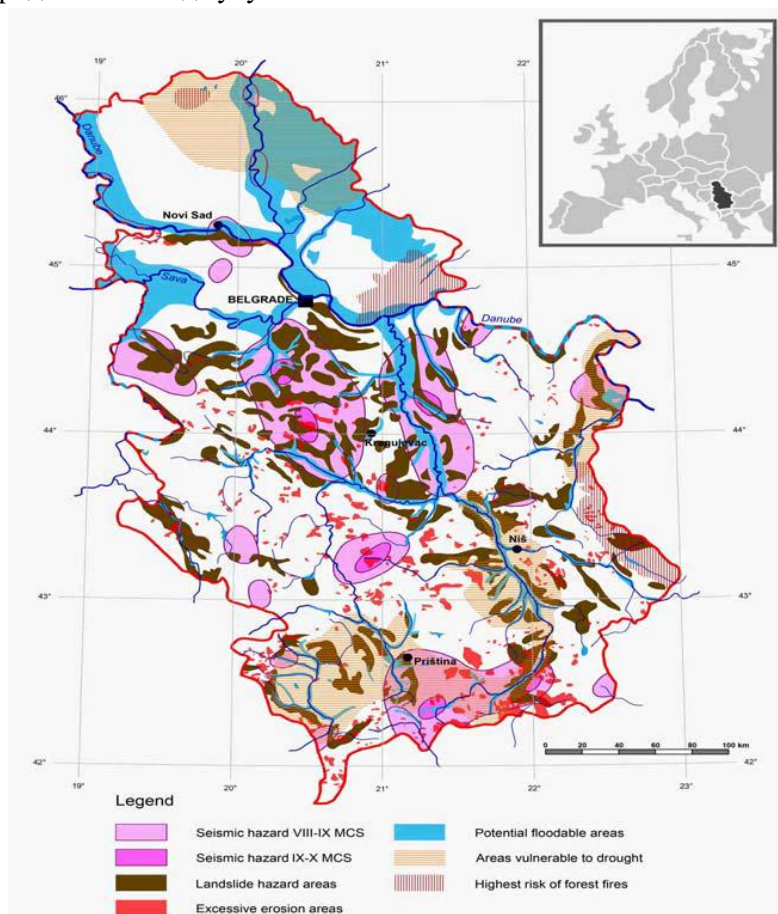 19°
20°
21°
22°
46°
Danube
Novi Sad
45°
45°
Sava
BELGRADE
Danube
44°
44°
Kragujevac
Niš
43°
43°
Priština
0 20 40 60 80 100 km
42°
42°
19°
20°
21°
22°
23°
Legend
Seismic hazard VIII-IX MCS
Potential floodable areas
Seismic hazard IX-X MCS
Areas vulnerable to drought
Landslide hazard areas
Highest risk of forest fires
Excessive erosion areas